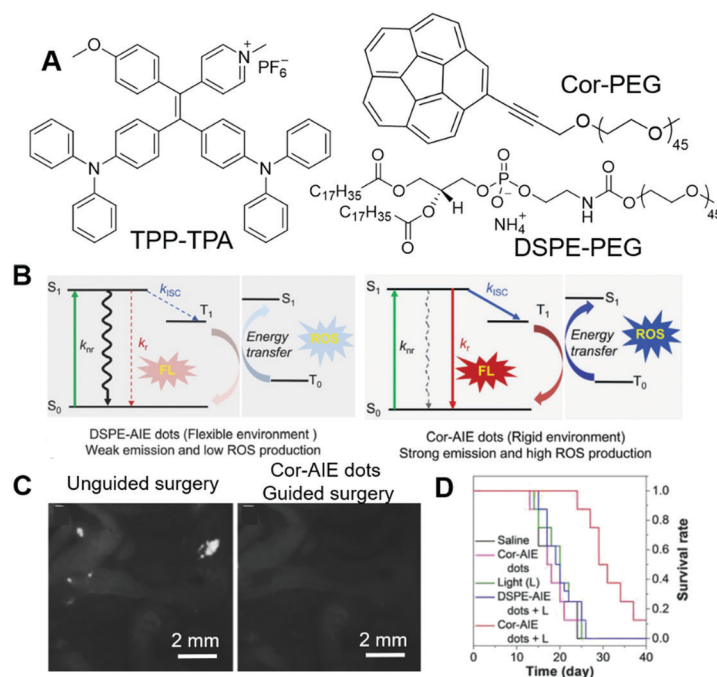 A
O
N
+
PF6−
N
N
TPP-TPA
Cor-PEG
O
O
45
C17H35
O
O
C17H35
O
O
H
O
P
O
O−
NH4+
O
N
H
O
O
O
45
DSPE-PEG
B
S1
kISC
T1
knr
kr
FL
S0
S1
Energy
transfer
ROS
T0
DSPE-AIE dots (Flexible environment )
Weak emission and low ROS production
S1
kISC
T1
knr
kr
FL
S0
S1
Energy
transfer
ROS
T0
Cor-AIE dots (Rigid environment)
Strong emission and high ROS production
C
Unguided surgery
2 mm
Cor-AIE dots
Guided surgery
2 mm
D
Saline
Cor-AIE
dots
Light (L)
DSPE-AIE
dots + L
Cor-AIE
dots + L
1.0
0.8
0.6
0.4
0.2
0.0
Survival rate
0 10 20 30 40
Time (day)